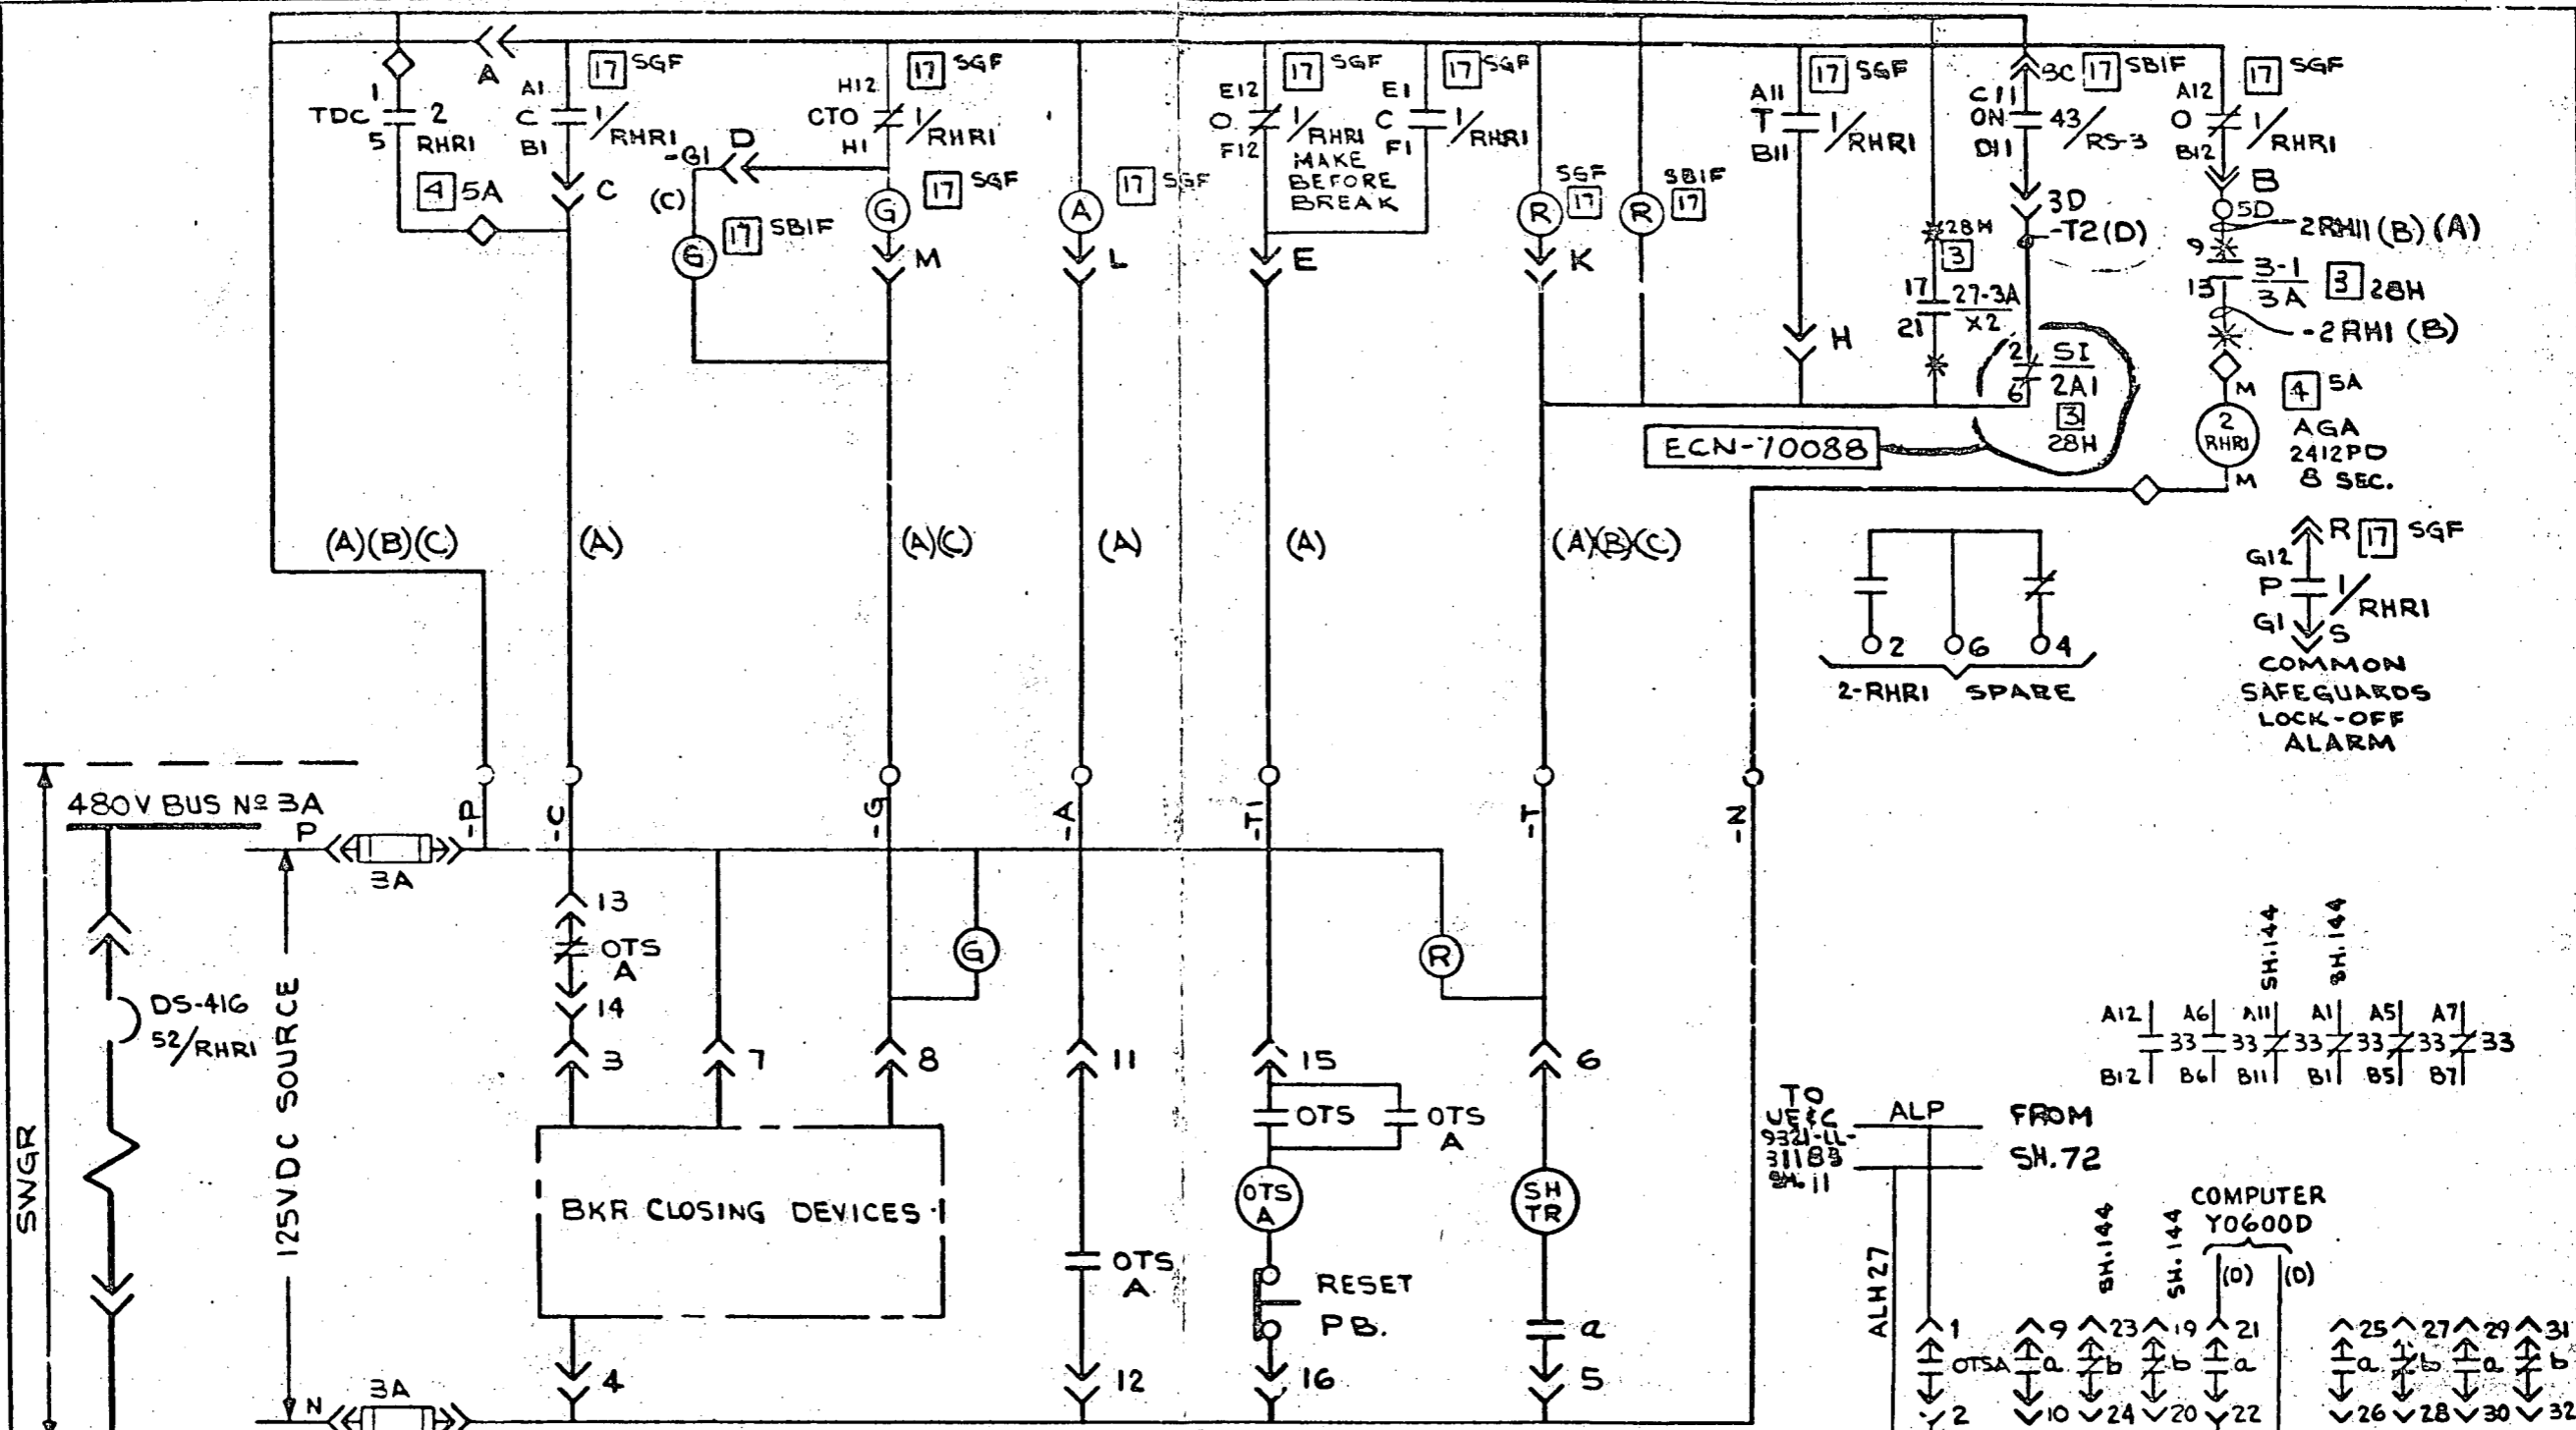 A
1
TDC 2
5 RHRI
4 5A
A1
C 1/RHRI
B1
17 SGF
C
H12
CTO 1/RHRI
H1
17 SGF
-G1 D
(C)
G 17 SBIF
G 17 SGF
M
A 17 SGF
L
E12
O 1/RHRI
F12
17 SGF
MAKE
BEFORE
BREAK
E1
C 1/RHRI
F1
17 SGF
E
SGF
R 17
K
SBIF
R 17
A11
T 1/RHRI
B11
17 SGF
H
28H
3
17 27-3A
21 X2
3C 17 SBIF
C11
ON 43/RS-3
D11
3D
-T2(D)
2 SI
6 2A1
3
28H
ECN-70088
17 SGF
A12
O 1/RHRI
B12
B
5D
2RHII (B) (A)
9
13 3-1
3A 3 28H
-2RHI (B)
M 4 5A
2
RHRI
M
AGA
2412PD
8 SEC.
R 17 SGF
G12
P 1/RHRI
G1
S
COMMON
SAFEGUARDS
LOCK-OFF
ALARM
2 6 4
2-RHRI SPARE
(A)(B)(C) (A) (A)(C) (A) (A) (A)(B)(C)
480V BUS Nº 3A
-P -C -G -A -T1 -T -N
P
3A
SWGR
DS-416
52/RHRI
125VDC SOURCE
13
OTS
A
14
3 7 8 11 15 6
G
R
BKR CLOSING DEVICES
4
OTS
A
12
OTS OTS
A
OTS
A
RESET
PB.
16
SH
TR
a
5
N
3A
SH.144 SH.144
A12 A6 A11 A1 A5 A7
33 33 33 33 33 33
B12 B6 B11 B1 B5 B7
TO
UE&C
9321-LL-
31183
SH.11
ALP
FROM
SH.72
ALH27
SH.144 SH.144
COMPUTER
Y0600D
(D) (D)
1 9 23 19 21 25 27 29 31
OTSA a b b a a b a b
2 10 24 20 22 26 28 30 32